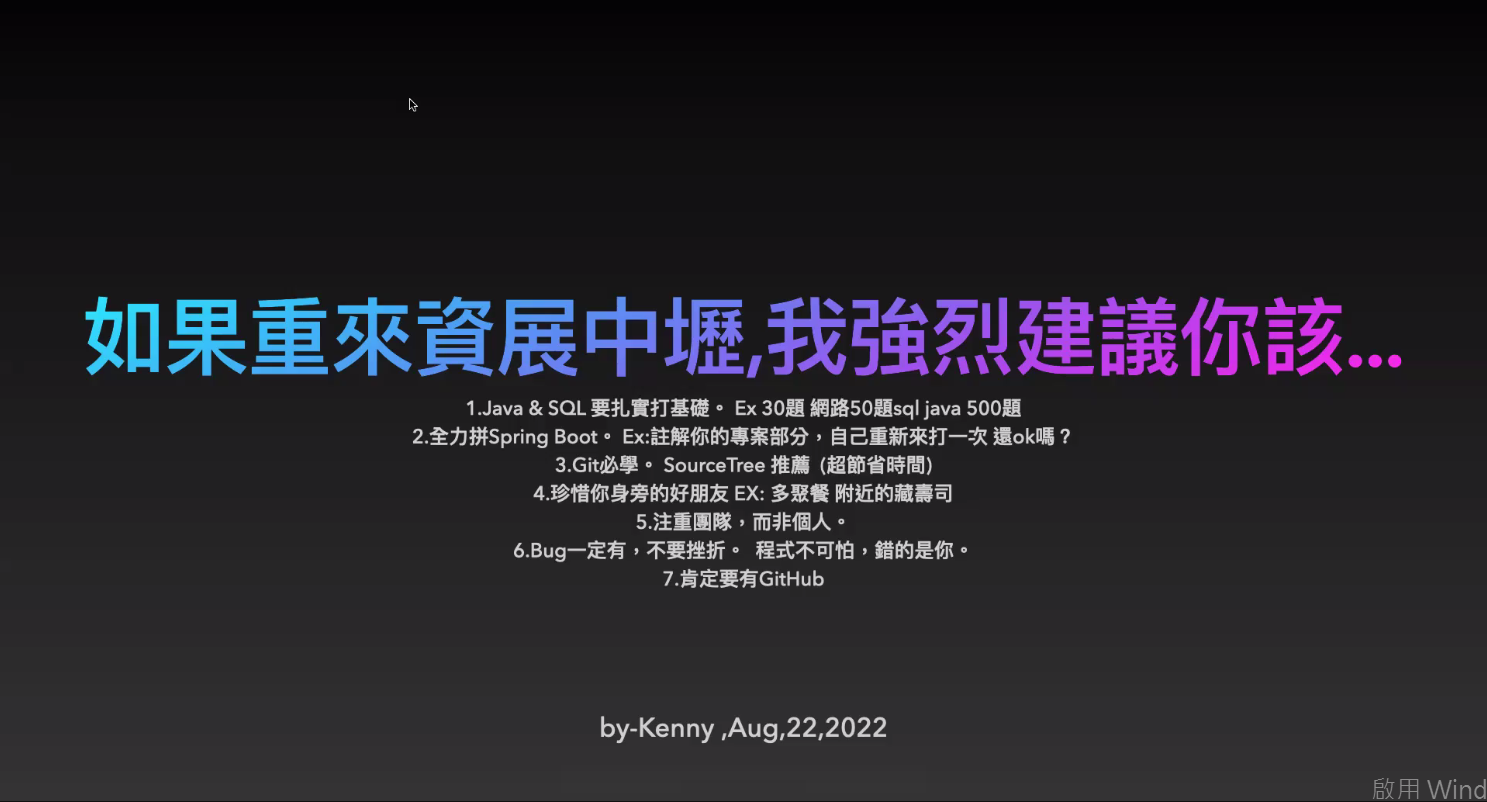 如果重來資展中壢,我強烈建議你該...
1.Java & SQL 要扎實打基礎。 Ex 30題 網路50題sql java 500題
2.全力拼Spring Boot。 Ex:註解你的專案部分，自己重新來打一次 還ok嗎？
3.Git必學。 SourceTree 推薦 (超節省時間)
4.珍惜你身旁的好朋友 EX: 多聚餐 附近的藏壽司
5.注重團隊，而非個人。
6.Bug一定有，不要挫折。 程式不可怕，錯的是你。
7.肯定要有GitHub
by-Kenny ,Aug,22,2022
啟用 Wind